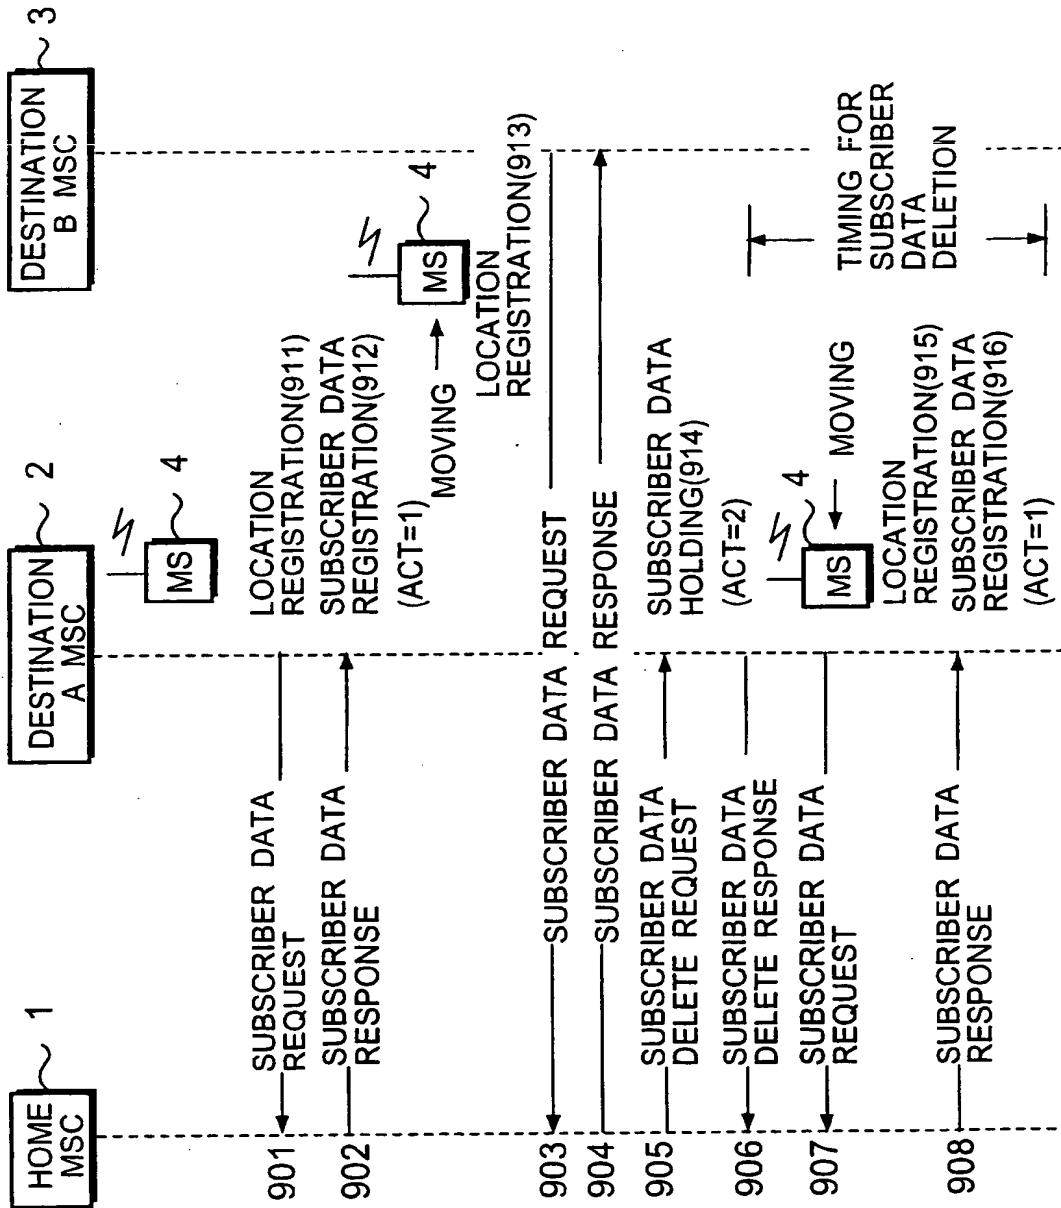 HOME
MSC
1
DESTINATION
A MSC
2
DESTINATION
B MSC
3
MS
4
901
SUBSCRIBER DATA
REQUEST
LOCATION
REGISTRATION(911)
902
SUBSCRIBER DATA
RESPONSE
SUBSCRIBER DATA
REGISTRATION(912)
(ACT=1)
MOVING
MS
4
LOCATION
REGISTRATION(913)
903
SUBSCRIBER DATA REQUEST
904
SUBSCRIBER DATA RESPONSE
905
SUBSCRIBER DATA
DELETE REQUEST
SUBSCRIBER DATA
HOLDING(914)
(ACT=2)
906
SUBSCRIBER DATA
DELETE RESPONSE
MS
4
MOVING
907
SUBSCRIBER DATA
REQUEST
LOCATION
REGISTRATION(915)
908
SUBSCRIBER DATA
RESPONSE
SUBSCRIBER DATA
REGISTRATION(916)
(ACT=1)
TIMING FOR
SUBSCRIBER
DATA
DELETION